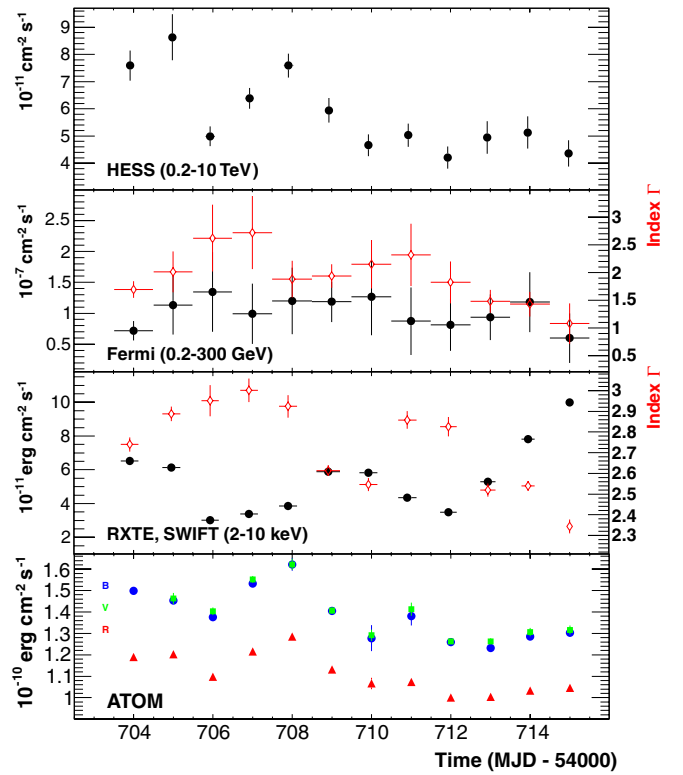 9
8
7
6
5
4
10⁻¹¹ cm⁻² s⁻¹
HESS (0.2-10 TeV)
2.5
2
1.5
1
0.5
10⁻⁷ cm⁻² s⁻¹
3
2.5
2
1.5
1
0.5
Index Γ
Fermi (0.2-300 GeV)
10
8
6
4
2
10⁻¹¹ erg cm⁻² s⁻¹
3
2.9
2.8
2.7
2.6
2.5
2.4
2.3
Index Γ
RXTE, SWIFT (2-10 keV)
1.6
1.5
1.4
1.3
1.2
1.1
1
10⁻¹⁰ erg cm⁻² s⁻¹
B
V
R
ATOM
704 706 708 710 712 714
Time (MJD - 54000)